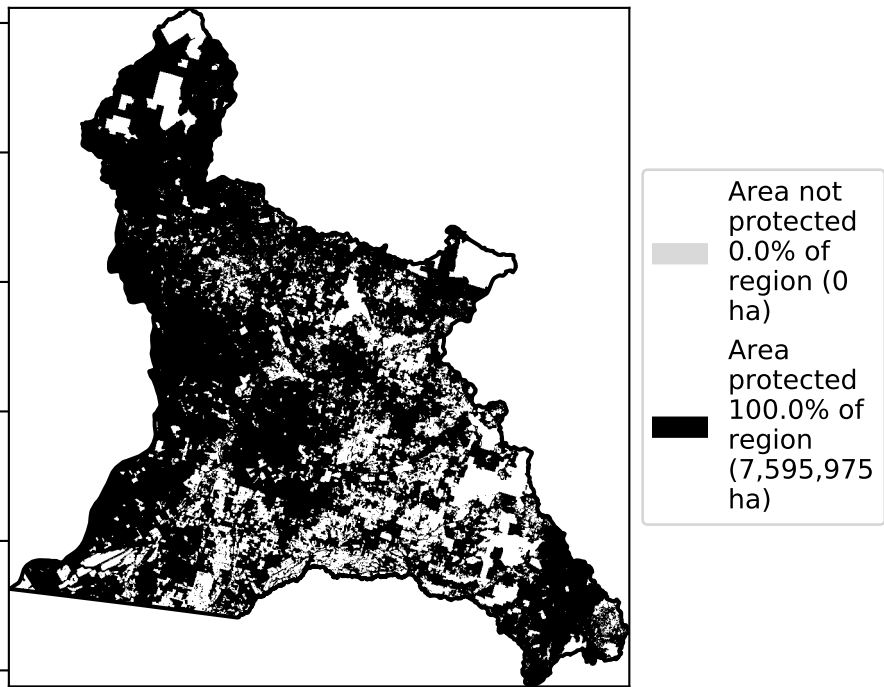 Area not
protected
0.0% of
region (0
ha)
Area
protected
100.0% of
region
(7,595,975
ha)